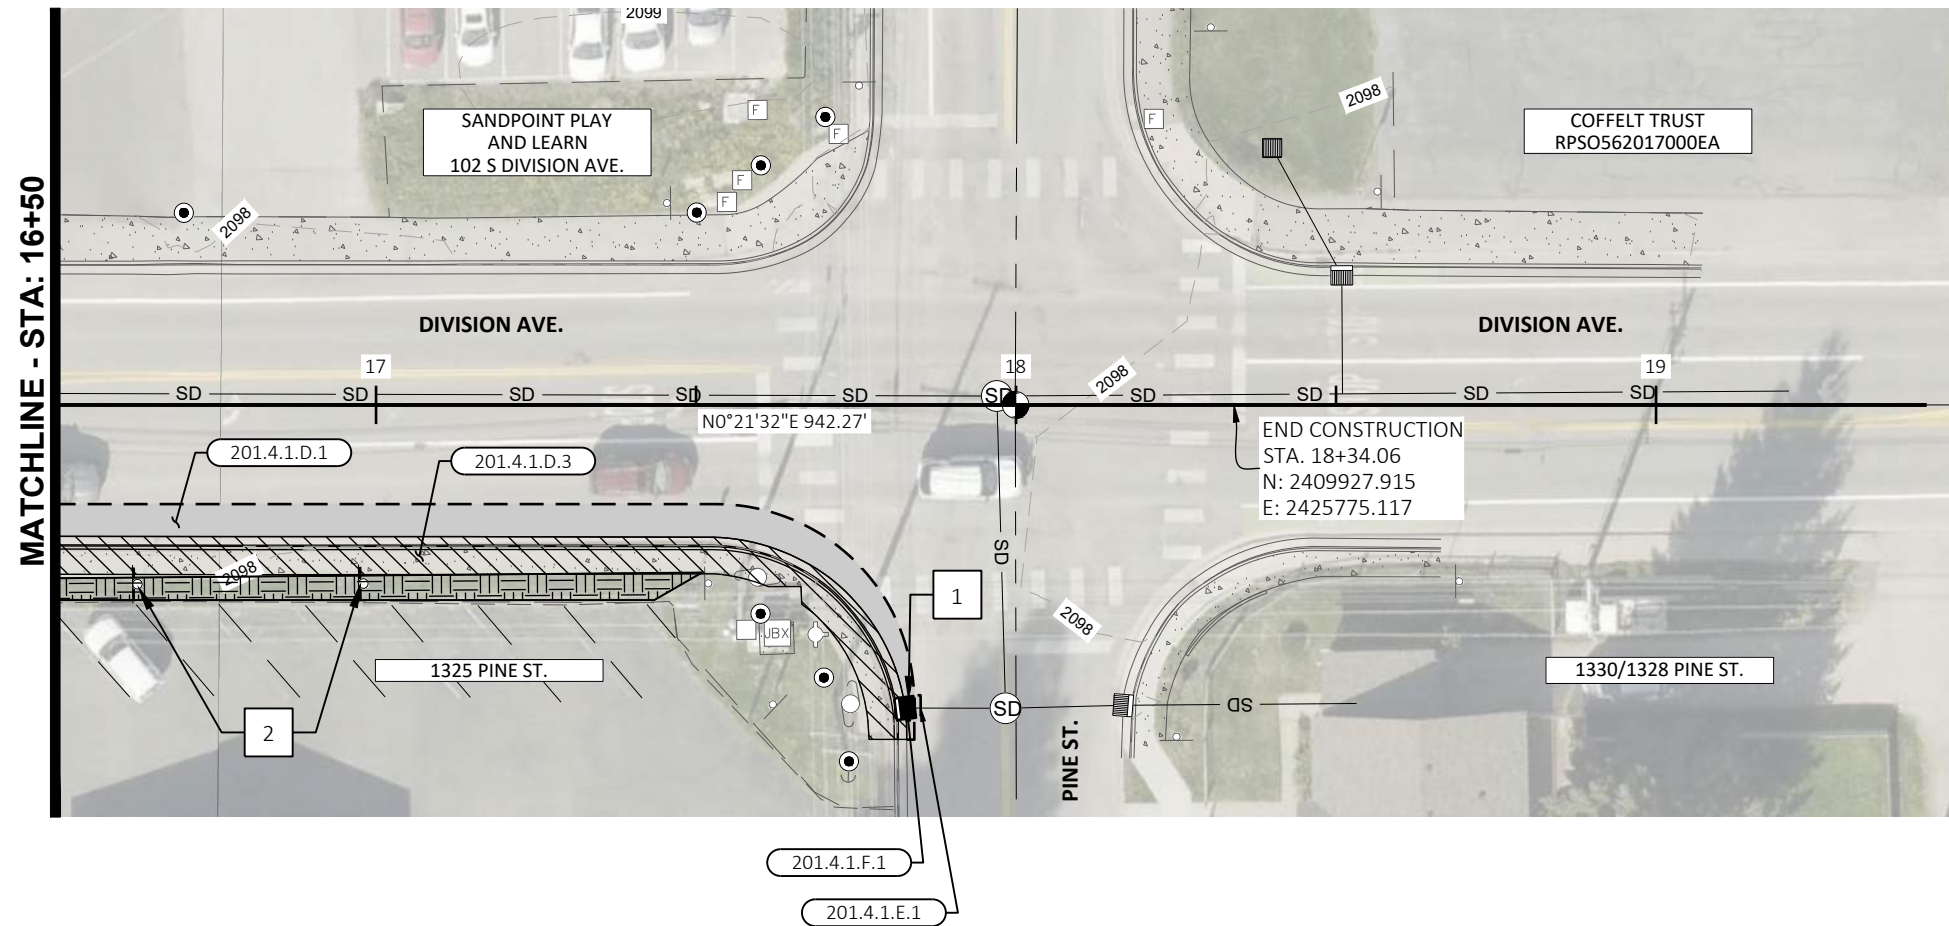 2099
MATCHLINE - STA: 16+50
SANDPOINT PLAY
AND LEARN
102 S DIVISION AVE.
F
F
F
F
F
2098
COFFELT TRUST
RPSO562017000EA
2098
DIVISION AVE.
DIVISION AVE.
17
18
19
2098
SD
SD
SD
SD
SD
SD
SD
SD
SD
SD
N0°21'32"E 942.27'
END CONSTRUCTION
STA. 18+34.06
N: 2409927.915
E: 2425775.117
201.4.1.D.1
201.4.1.D.3
SD
2098
1
2098
JBX
1325 PINE ST.
1330/1328 PINE ST.
SD
SD
2
PINE ST.
201.4.1.F.1
201.4.1.E.1